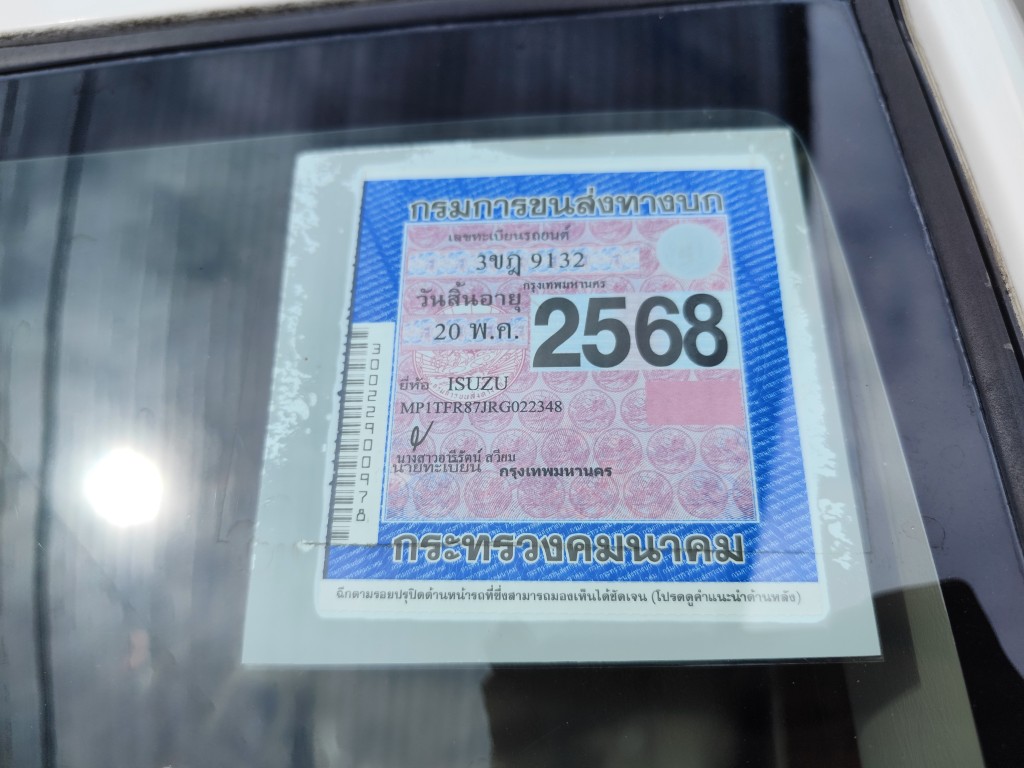 กรมการขนส่งทางบก
เลขทะเบียนรถยนต์
3ขฎ 9132
กรุงเทพมหานคร
วันสิ้นอายุ
20 พ.ค. 2568
ยี่ห้อ ISUZU
MP1TFR87JRG022348
นางสาวอารีรัตน์ สวียม
นายทะเบียน กรุงเทพมหานคร
30022900978
กระทรวงคมนาคม
ฉีกตามรอยปรุปิดด้านหน้ารถที่ซึ่งสามารถมองเห็นได้ชัดเจน (โปรดดูคำแนะนำด้านหลัง)